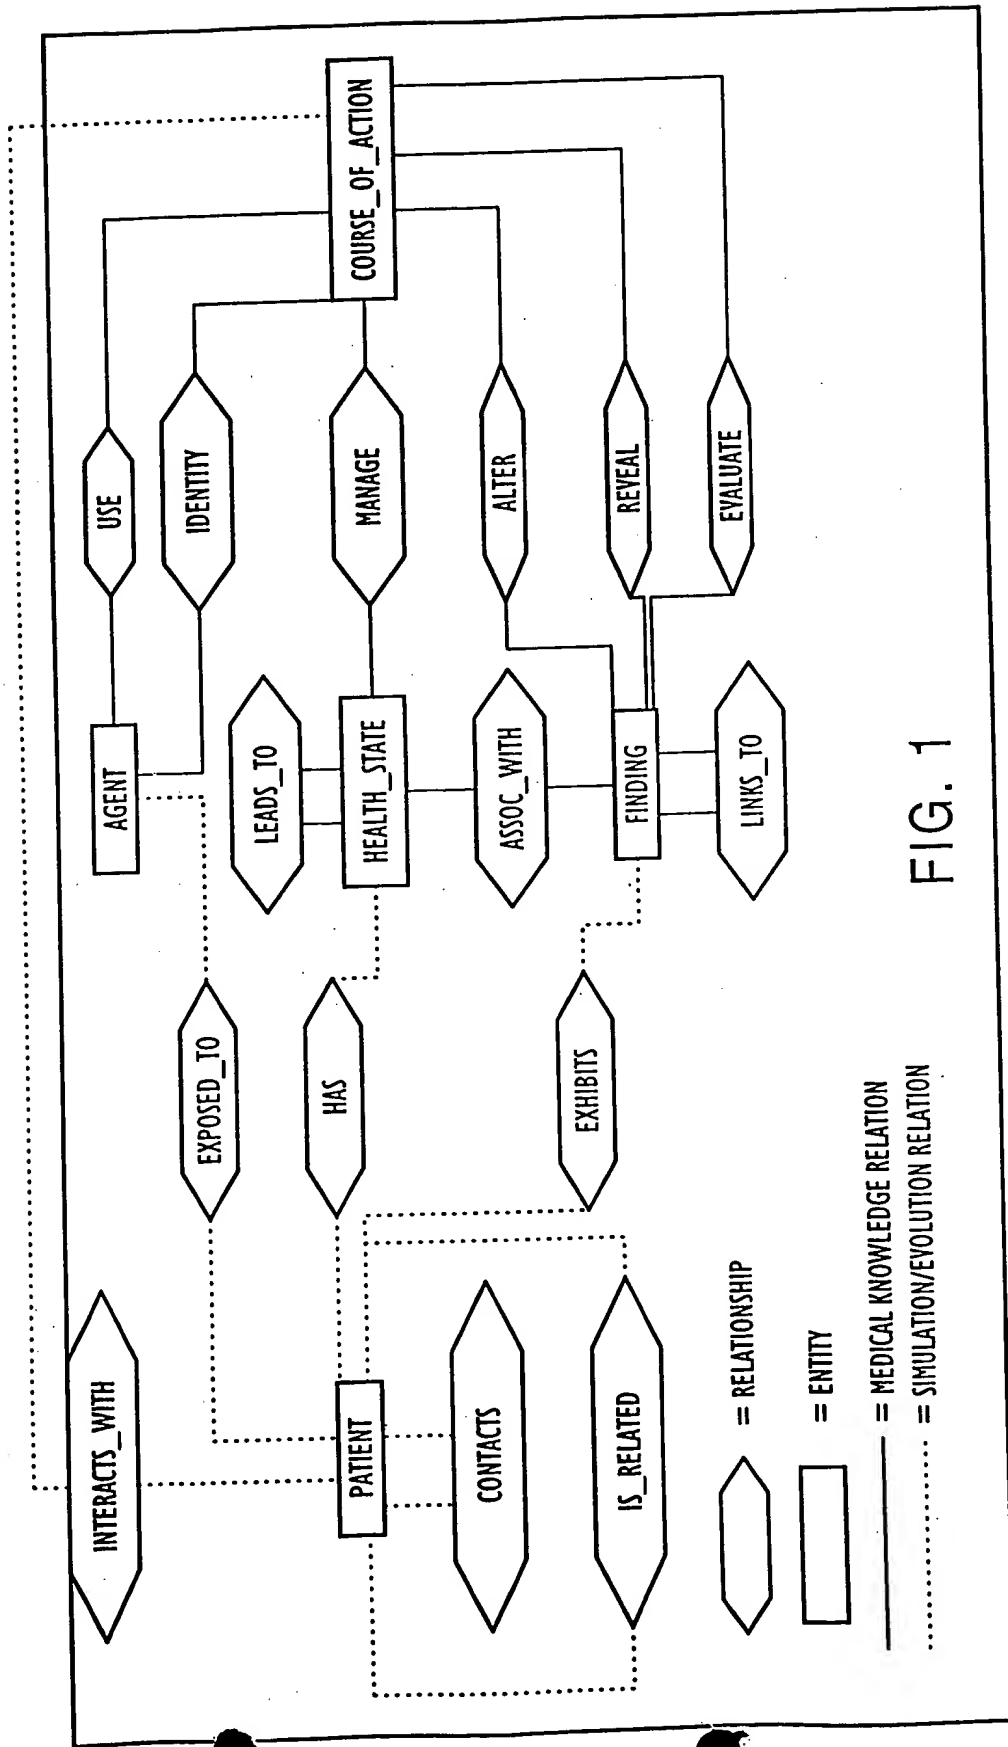 INTERACTS_WITH
EXPOSED_TO
AGENT
USE
IDENTITY
LEADS_TO
HAS
PATIENT
HEALTH_STATE
MANAGE
COURSE_OF_ACTION
CONTACTS
ASSOC_WITH
ALTER
EXHIBITS
IS_RELATED
FINDING
REVEAL
LINKS_TO
EVALUATE
= RELATIONSHIP
= ENTITY
= MEDICAL KNOWLEDGE RELATION
= SIMULATION/EVOLUTION RELATION
FIG. 1